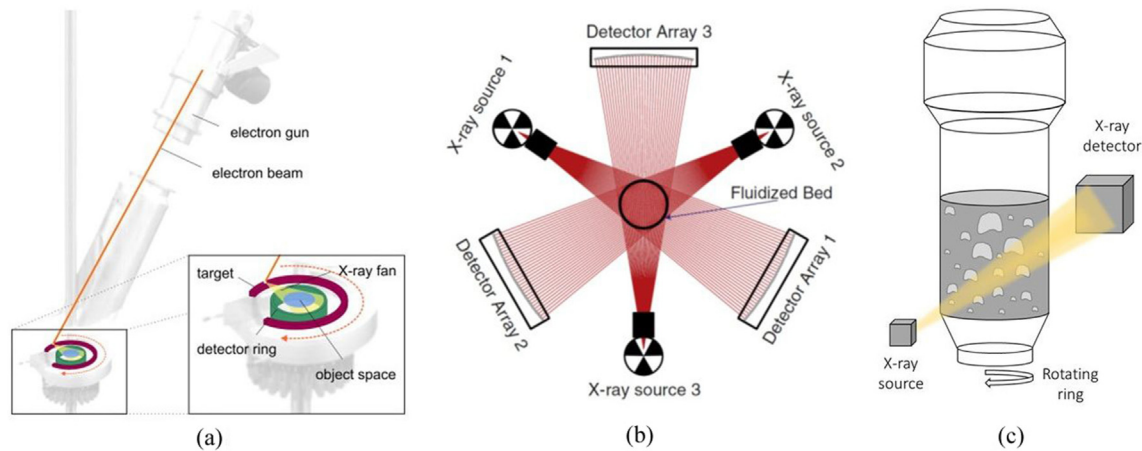 electron gun
electron beam
target
X-ray fan
detector ring
object space
(a)
Detector Array 3
X-ray source 1
X-ray source 2
Fluidized Bed
Detector Array 2
Detector Array 1
X-ray source 3
(b)
X-ray
detector
X-ray
source
Rotating
ring
(c)